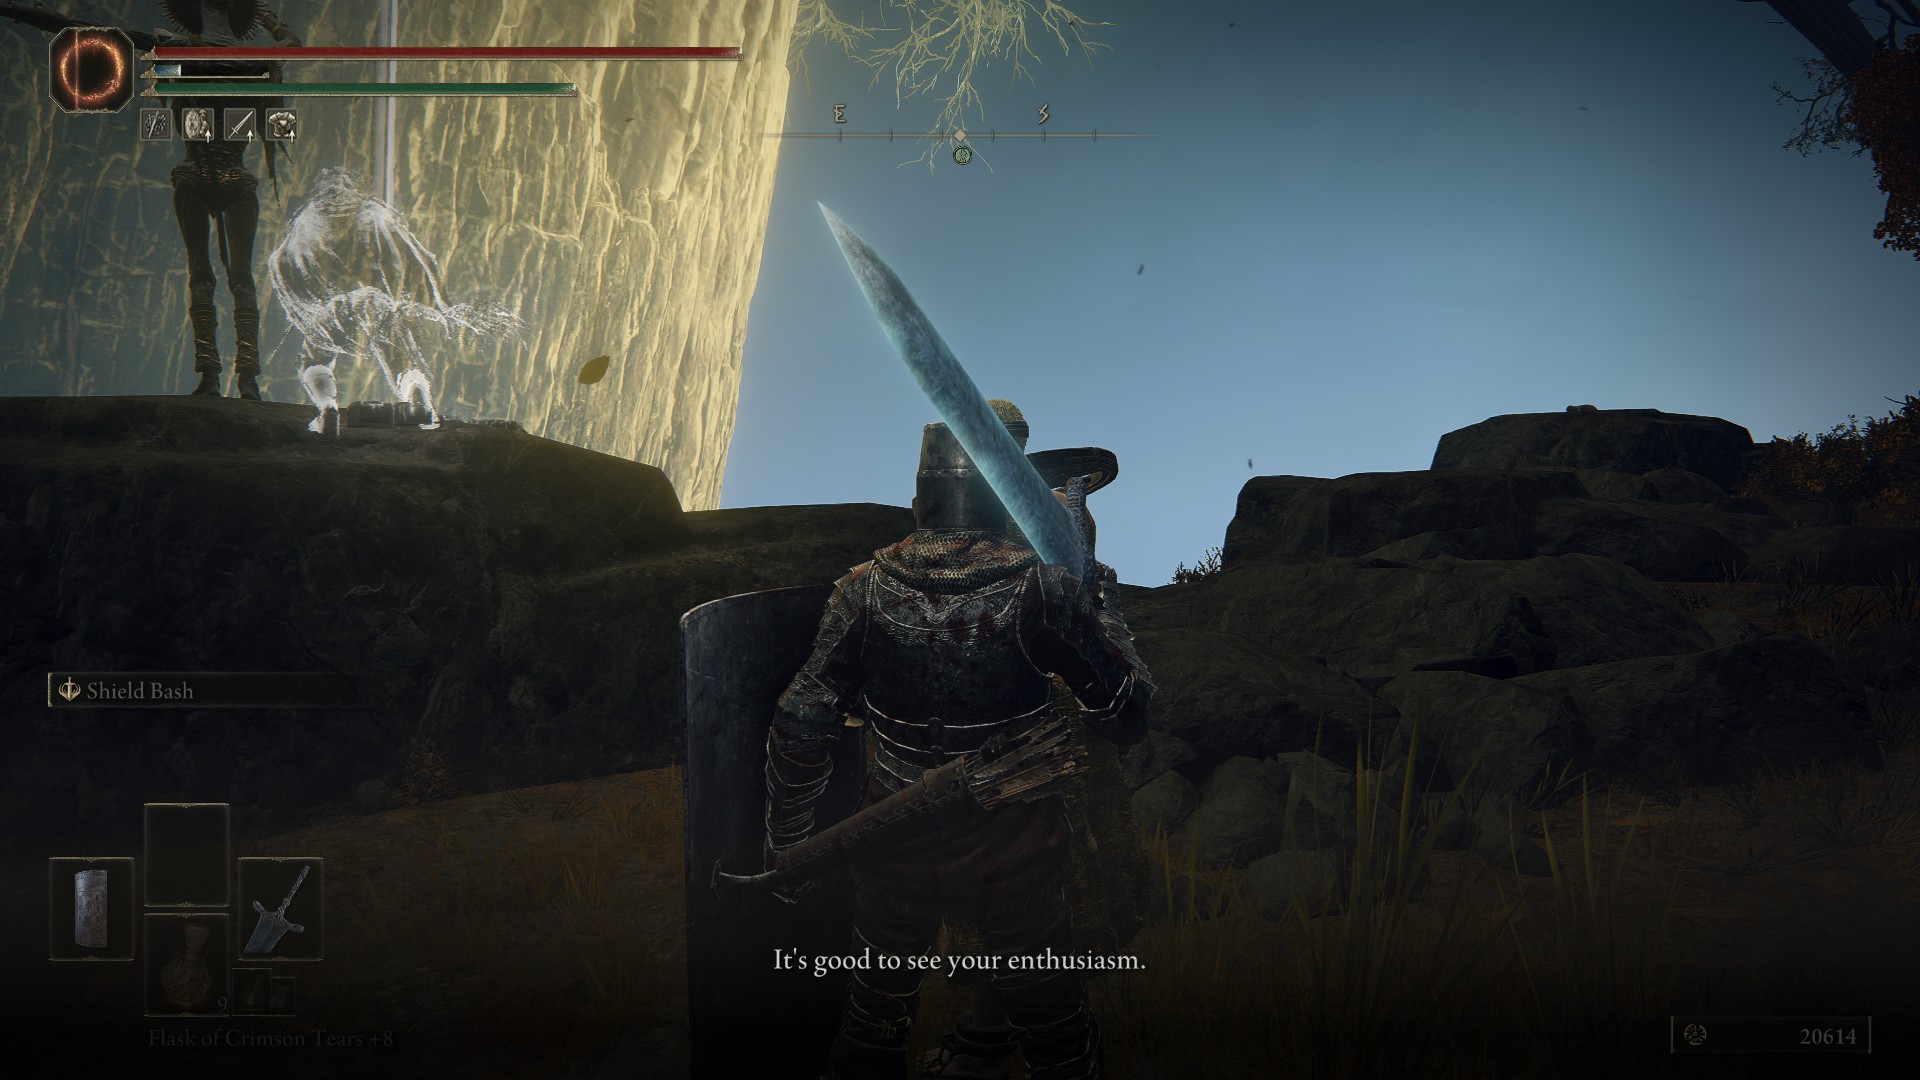 E
S
Shield Bash
It's good to see your enthusiasm.
9
Flask of Crimson Tears +8
20614